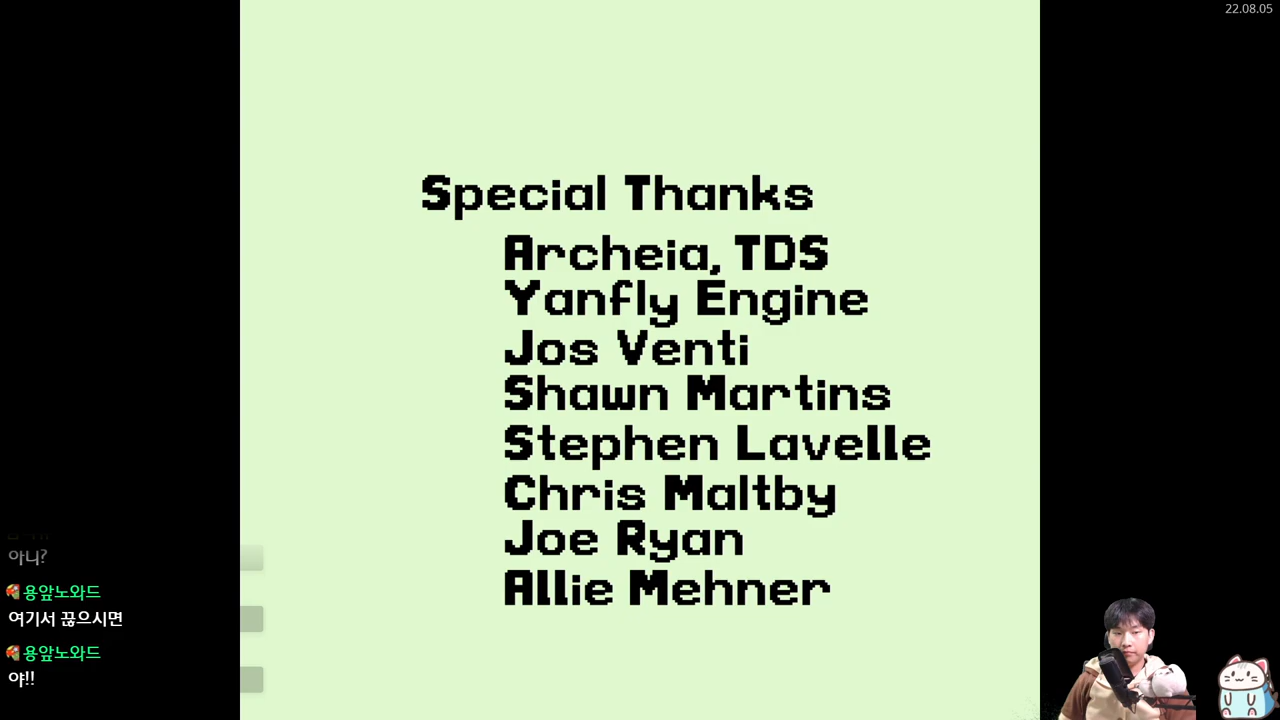 22.08.05
Special Thanks
Archeia, TDS
Yanfly Engine
Jos Venti
Shawn Martins
Stephen Lavelle
Chris Maltby
Joe Ryan
Allie Mehner
아니?
용앞노와드
여기서 끊으시면
용앞노와드
야!!